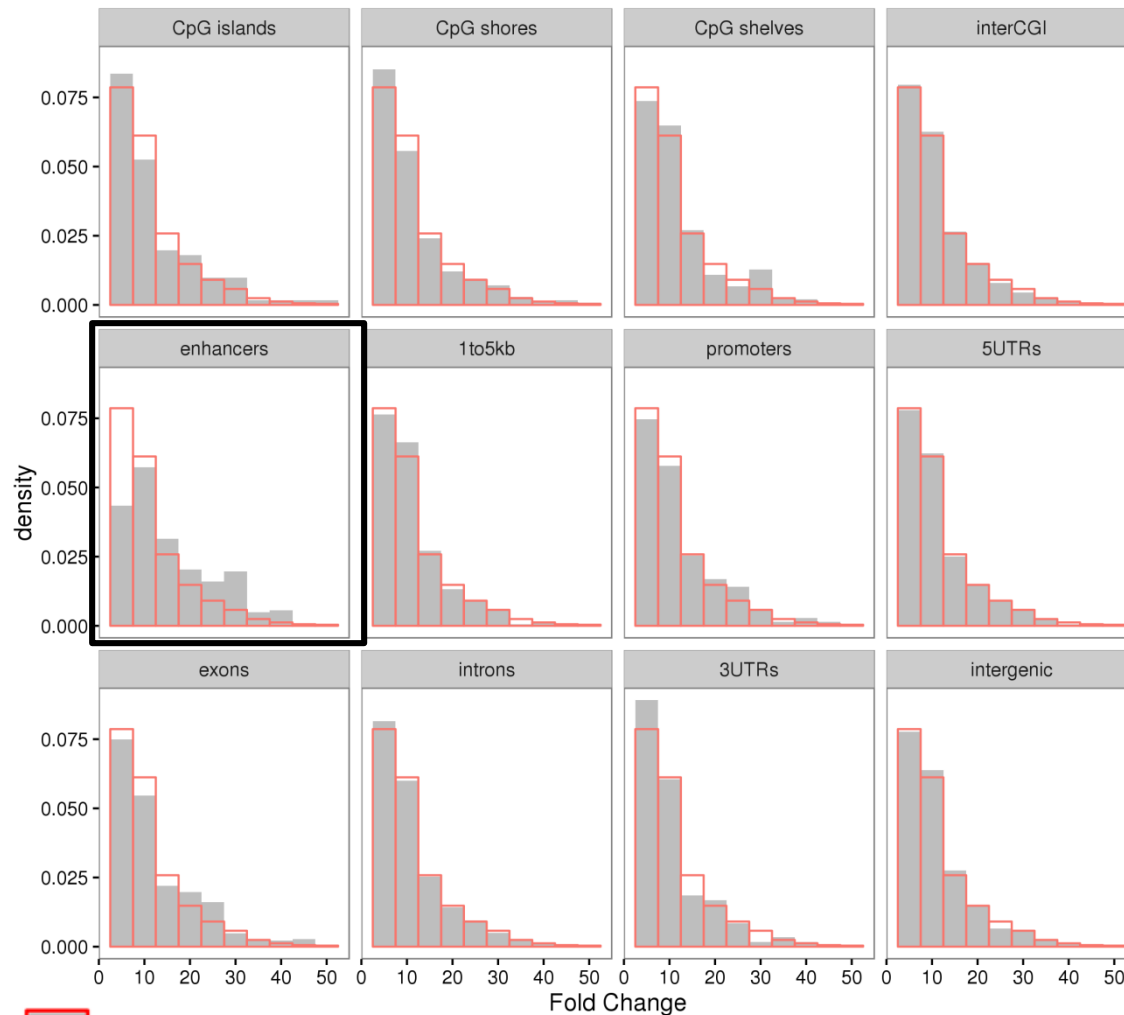 CpG islands CpG shores CpG shelves interCGI
0.075
0.050
0.025
0.000
enhancers 1to5kb promoters 5UTRs
0.075
0.050
0.025
0.000
density
exons introns 3UTRs intergenic
0.075
0.050
0.025
0.000
0 10 20 30 40 50 0 10 20 30 40 50 0 10 20 30 40 50 0 10 20 30 40 50
Fold Change